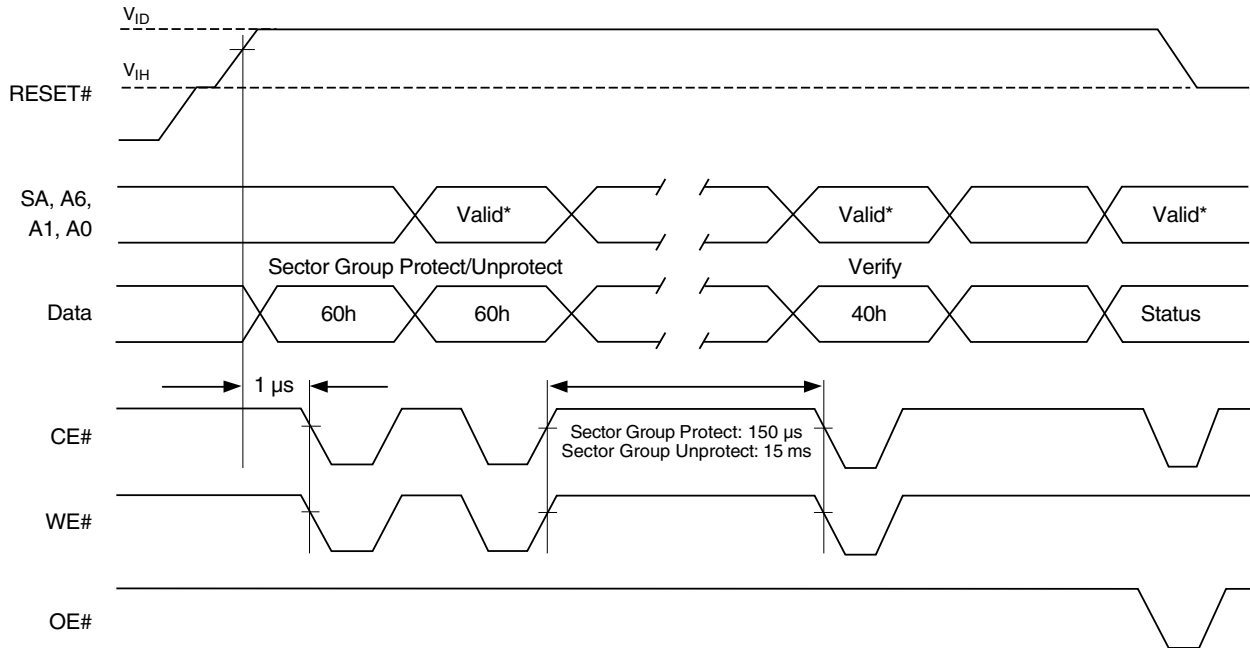 V_ID
V_IH
RESET#
SA, A6,
A1, A0
Valid*
Valid*
Valid*
Sector Group Protect/Unprotect
Verify
Data
60h
60h
40h
Status
1 µs
CE#
Sector Group Protect: 150 µs
Sector Group Unprotect: 15 ms
WE#
OE#